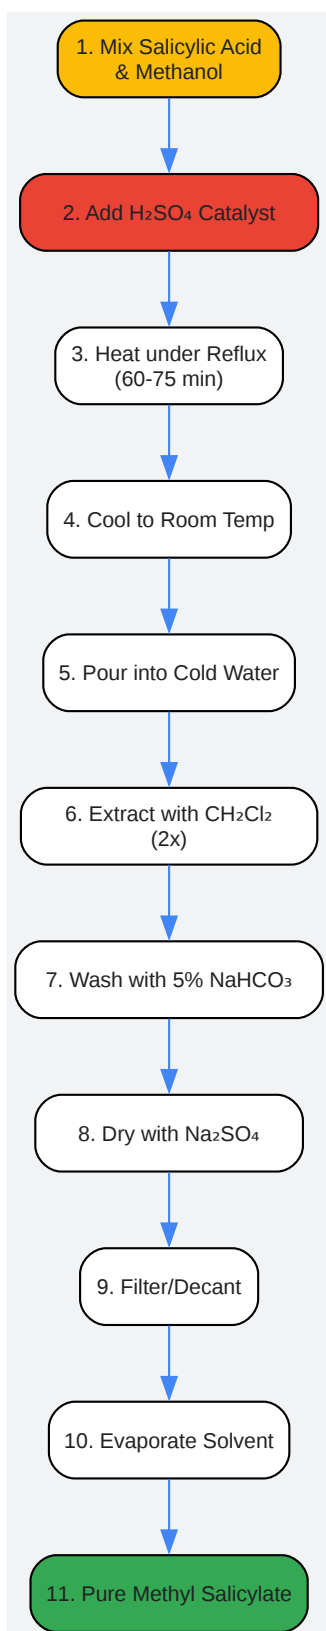 1. Mix Salicylic Acid
& Methanol
2. Add H₂SO₄ Catalyst
3. Heat under Reflux
(60-75 min)
4. Cool to Room Temp
5. Pour into Cold Water
6. Extract with CH₂Cl₂
(2x)
7. Wash with 5% NaHCO₃
8. Dry with Na₂SO₄
9. Filter/Decant
10. Evaporate Solvent
11. Pure Methyl Salicylate